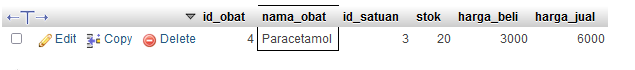 ←T→ ▼ id_obat nama_obat id_satuan stok harga_beli harga_jual
Edit Copy Delete 4 Paracetamol 3 20 3000 6000